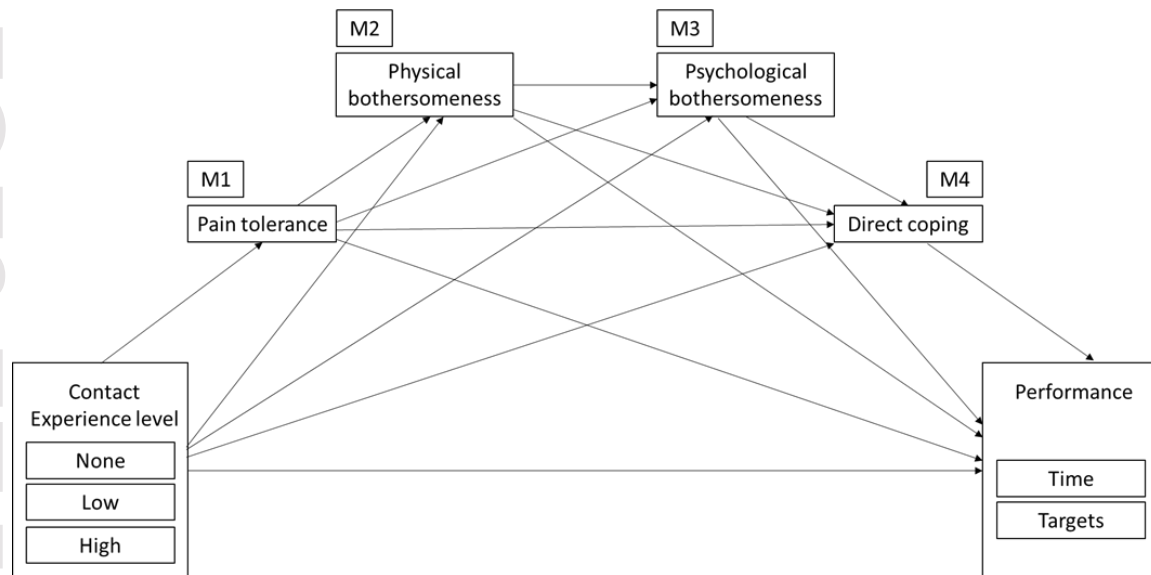 M2
M3
Physical
bothersomeness
Psychological
bothersomeness
M1
M4
Pain tolerance
Direct coping
Contact
Experience level
None
Low
High
Performance
Time
Targets